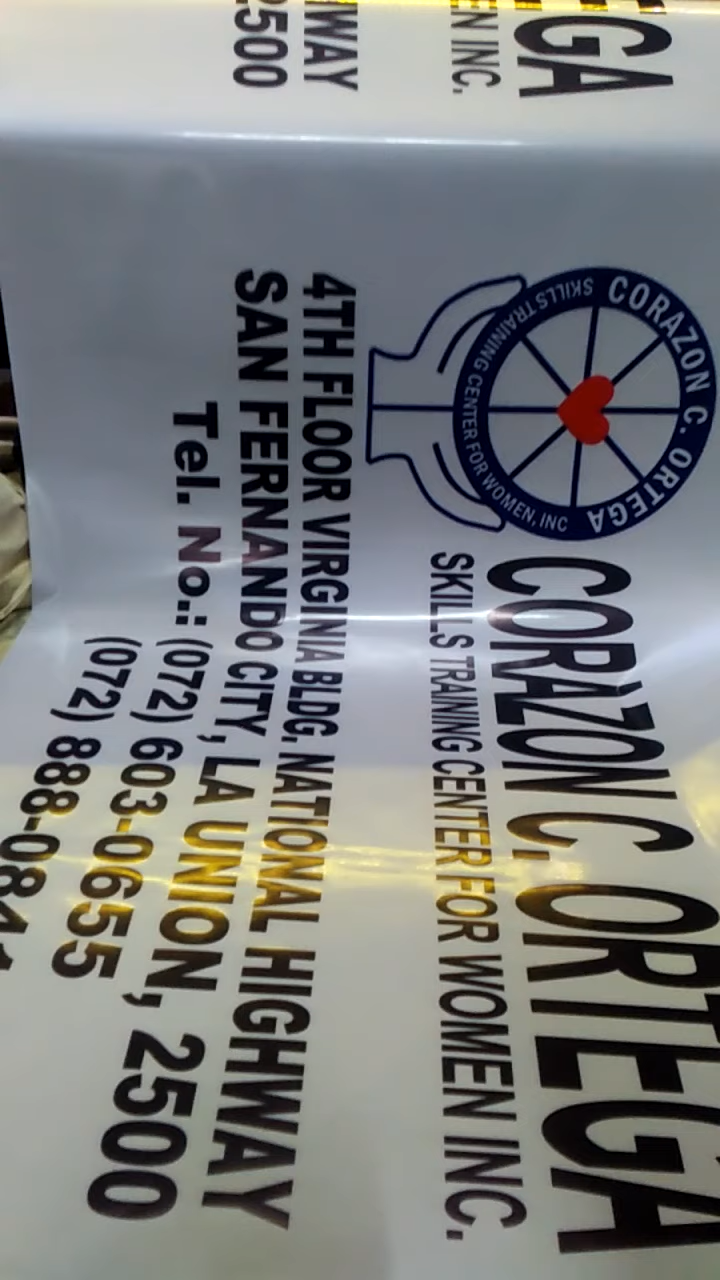 GA
EN INC.
WAY
2500
CORAZON C. ORTEGA
SKILLS TRAINING CENTER FOR WOMEN, INC
CORAZON C. ORTEGA
SKILLS TRAINING CENTER FOR WOMEN INC.
4TH FLOOR VIRGINIA BLDG. NATIONAL HIGHWAY
SAN FERNANDO CITY, LA UNION, 2500
Tel. No.: (072) 603-0655
(072) 888-08